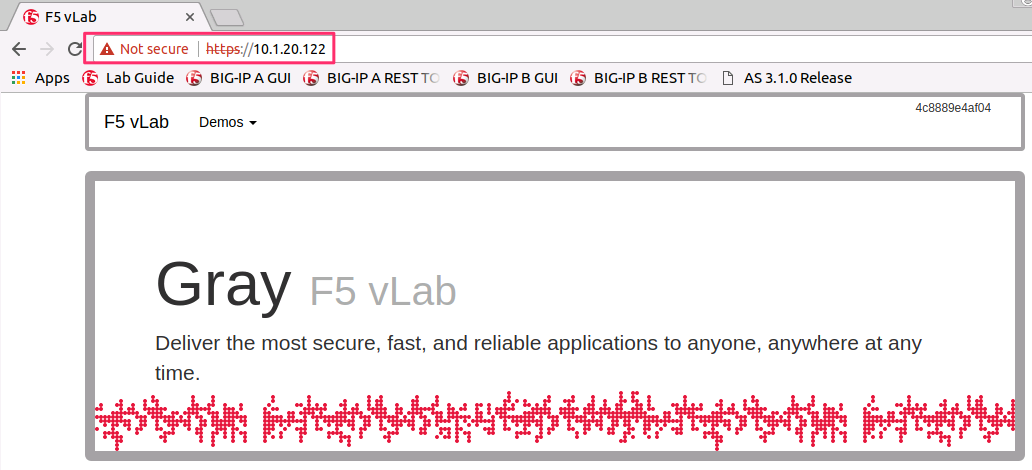 F5 vLab
Not secure https://10.1.20.122
Apps Lab Guide BIG-IP A GUI BIG-IP A REST TO BIG-IP B GUI BIG-IP B REST TO AS 3.1.0 Release
4c8889e4af04
F5 vLab Demos
Gray F5 vLab
Deliver the most secure, fast, and reliable applications to anyone, anywhere at any
time.